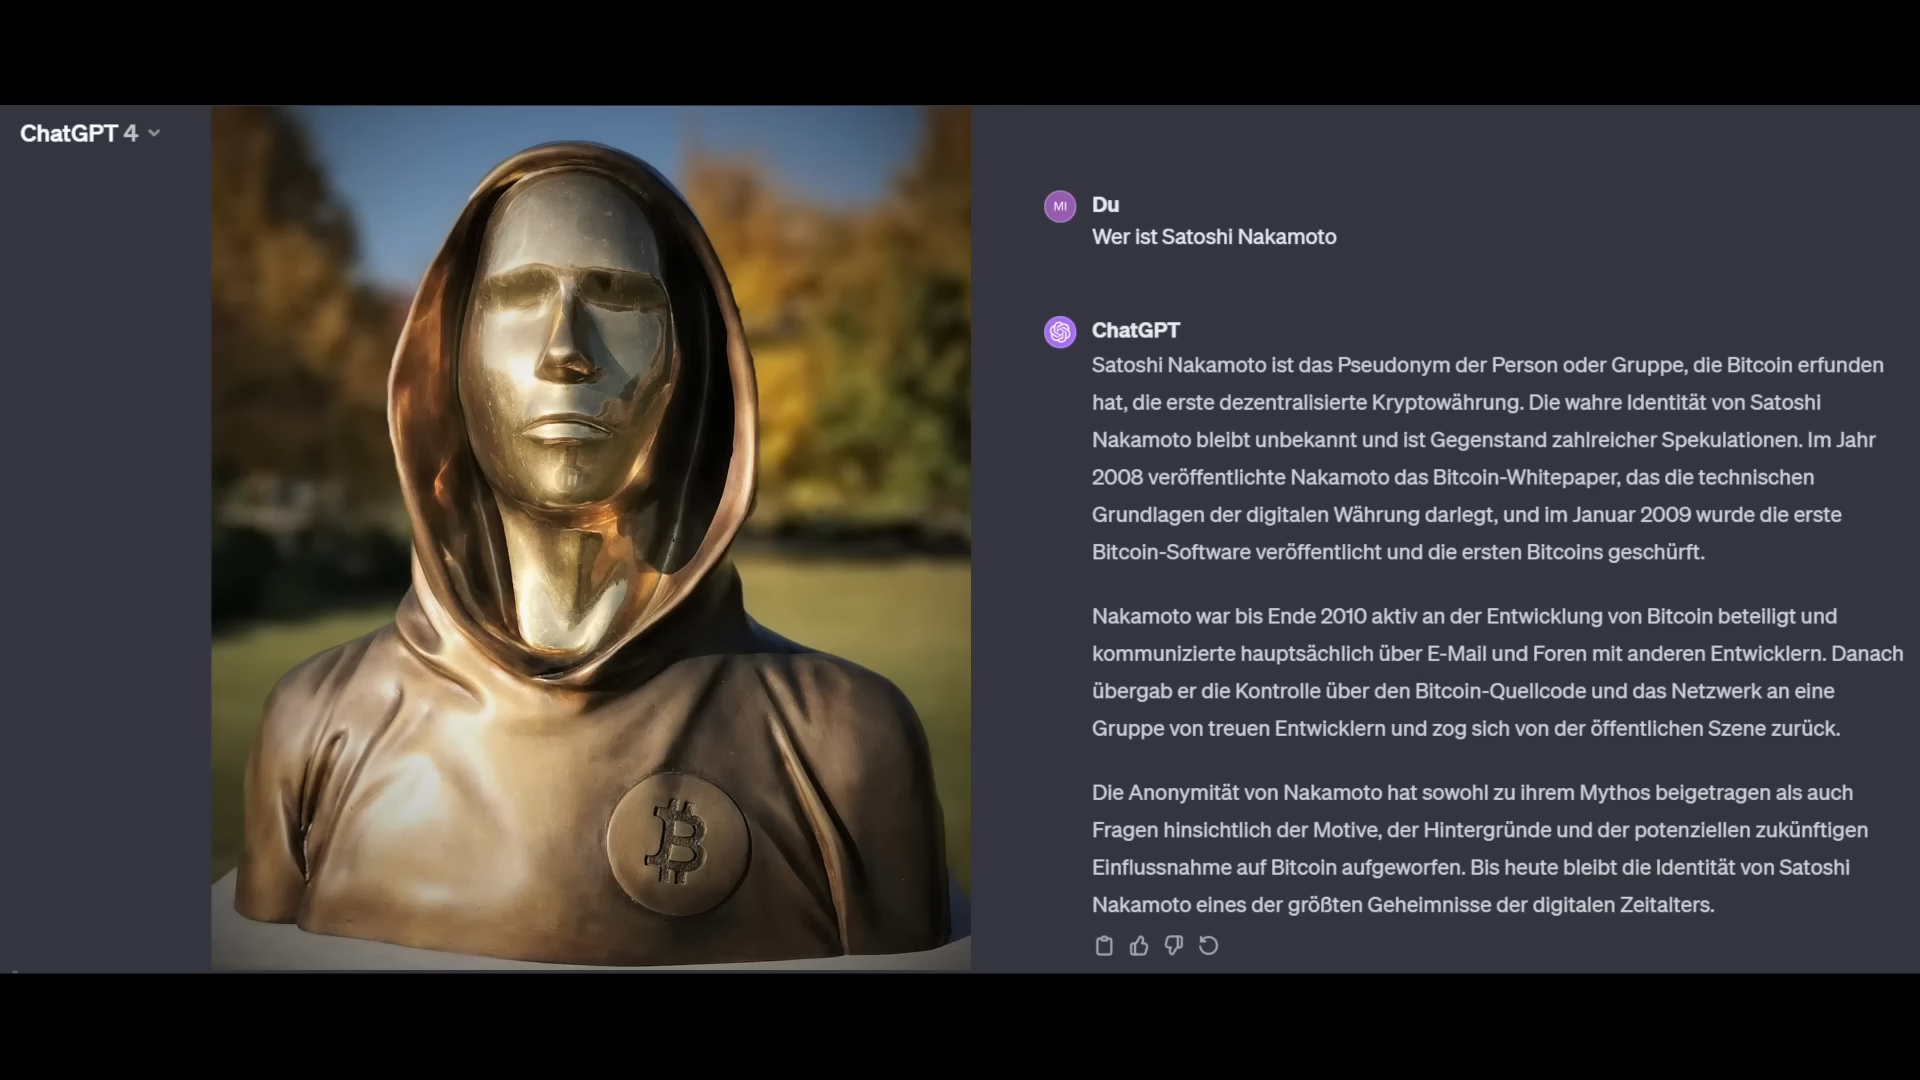 ChatGPT 4
MI
Du
Wer ist Satoshi Nakamoto
ChatGPT
Satoshi Nakamoto ist das Pseudonym der Person oder Gruppe, die Bitcoin erfunden
hat, die erste dezentralisierte Kryptowährung. Die wahre Identität von Satoshi
Nakamoto bleibt unbekannt und ist Gegenstand zahlreicher Spekulationen. Im Jahr
2008 veröffentlichte Nakamoto das Bitcoin-Whitepaper, das die technischen
Grundlagen der digitalen Währung darlegt, und im Januar 2009 wurde die erste
Bitcoin-Software veröffentlicht und die ersten Bitcoins geschürft.
Nakamoto war bis Ende 2010 aktiv an der Entwicklung von Bitcoin beteiligt und
kommunizierte hauptsächlich über E-Mail und Foren mit anderen Entwicklern. Danach
übergab er die Kontrolle über den Bitcoin-Quellcode und das Netzwerk an eine
Gruppe von treuen Entwicklern und zog sich von der öffentlichen Szene zurück.
Die Anonymität von Nakamoto hat sowohl zu ihrem Mythos beigetragen als auch
Fragen hinsichtlich der Motive, der Hintergründe und der potenziellen zukünftigen
Einflussnahme auf Bitcoin aufgeworfen. Bis heute bleibt die Identität von Satoshi
Nakamoto eines der größten Geheimnisse der digitalen Zeitalters.